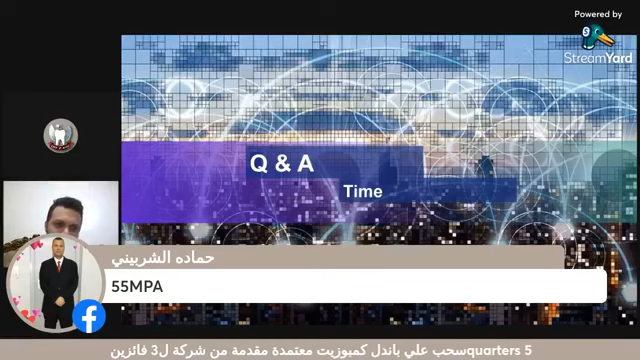 Powered by
StreamYard
Q & A
Time
حماده الشربيني
55MPA
سحب علي باندل كمبوزيت معتمدة مقدمة من شركة ل3 فائزين quarters 5